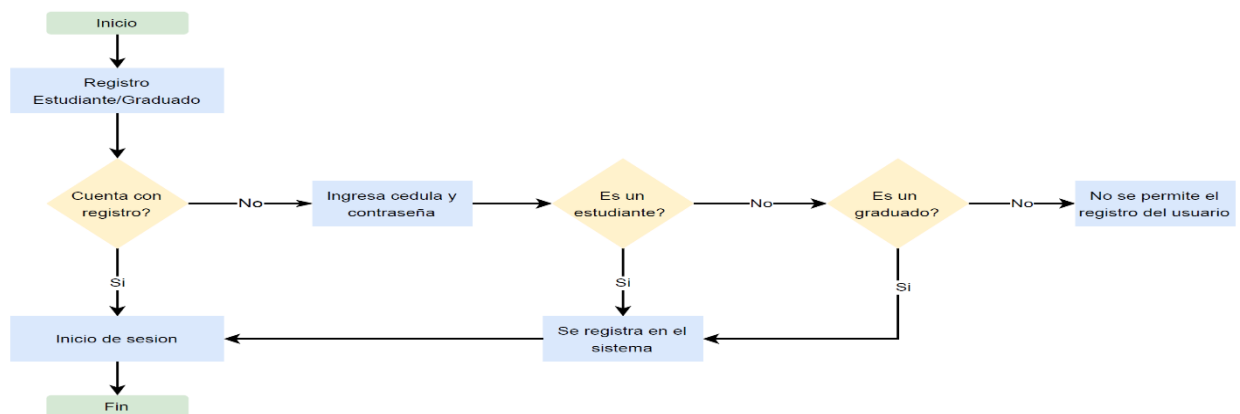 Inicio
Registro
Estudiante/Graduado
Cuenta con
registro?
No
Ingresa cedula y
contraseña
Es un
estudiante?
No
Es un
graduado?
No
No se permite el
registro del usuario
Si
Si
Si
Inicio de sesion
Se registra en el
sistema
Fin